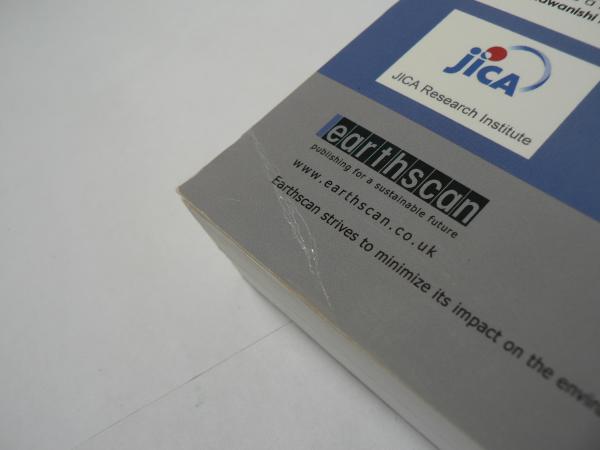 JICA
JICA Research Institute
earthscan
publishing for a sustainable future
www.earthscan.co.uk
Earthscan strives to minimize its impact on the